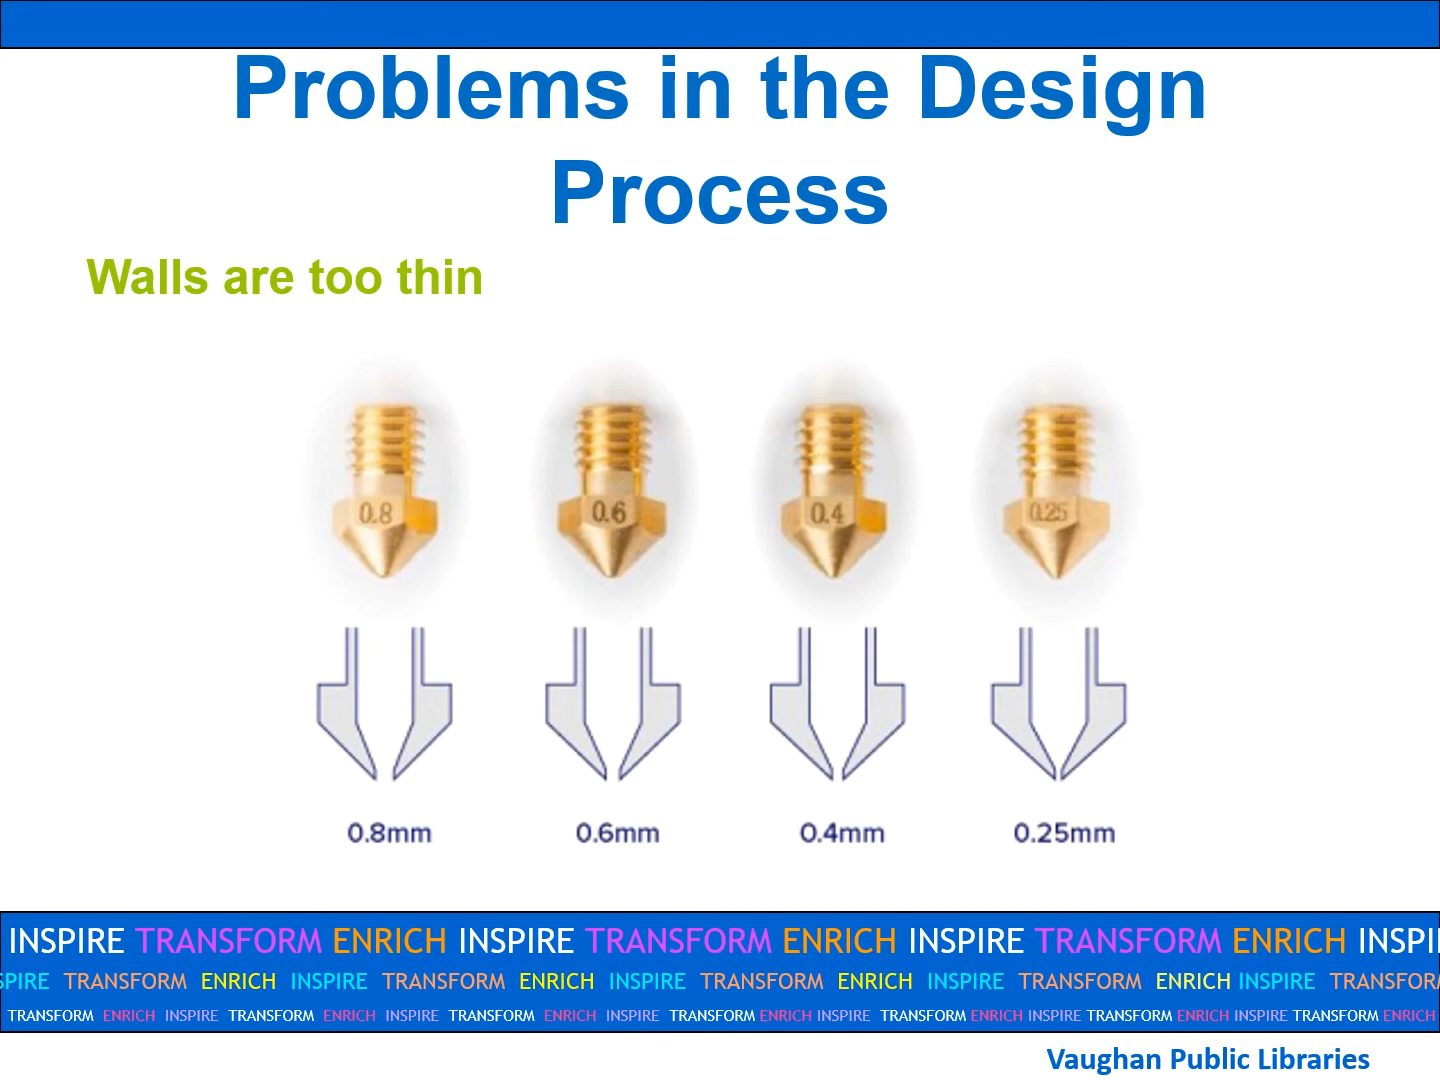 Problems in the Design
Process
Walls are too thin
0.8 0.6 0.4 0.25
0.8mm 0.6mm 0.4mm 0.25mm
INSPIRE TRANSFORM ENRICH INSPIRE TRANSFORM ENRICH INSPIRE TRANSFORM ENRICH INSPI
SPIRE TRANSFORM ENRICH INSPIRE TRANSFORM ENRICH INSPIRE TRANSFORM ENRICH INSPIRE TRANSFORM ENRICH INSPIRE TRANSFORM
TRANSFORM ENRICH INSPIRE TRANSFORM ENRICH INSPIRE TRANSFORM ENRICH INSPIRE TRANSFORM ENRICH INSPIRE TRANSFORM ENRICH INSPIRE TRANSFORM ENRICH INSPIRE TRANSFORM ENRICH
Vaughan Public Libraries